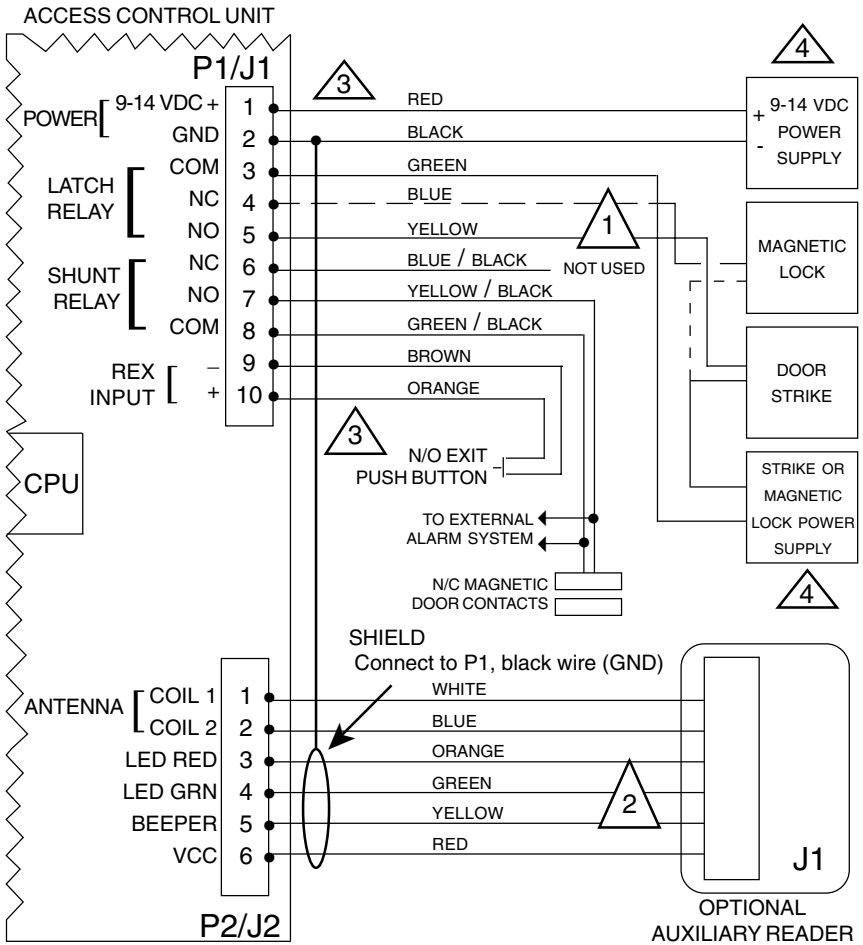 ACCESS CONTROL UNIT
P1/J1
POWER
9-14 VDC +
GND
LATCH
RELAY
COM
NC
NO
SHUNT
RELAY
NC
NO
COM
REX
INPUT
–
+
1
2
3
4
5
6
7
8
9
10
RED
BLACK
GREEN
BLUE
YELLOW
BLUE / BLACK
NOT USED
YELLOW / BLACK
GREEN / BLACK
BROWN
ORANGE
3
1
3
4
+ 9-14 VDC
POWER
- SUPPLY
MAGNETIC
LOCK
DOOR
STRIKE
STRIKE OR
MAGNETIC
LOCK POWER
SUPPLY
4
N/O EXIT
PUSH BUTTON
TO EXTERNAL
ALARM SYSTEM
N/C MAGNETIC
DOOR CONTACTS
CPU
SHIELD
Connect to P1, black wire (GND)
ANTENNA
COIL 1
COIL 2
LED RED
LED GRN
BEEPER
VCC
1
2
3
4
5
6
WHITE
BLUE
ORANGE
GREEN
YELLOW
RED
2
J1
P2/J2
OPTIONAL
AUXILIARY READER